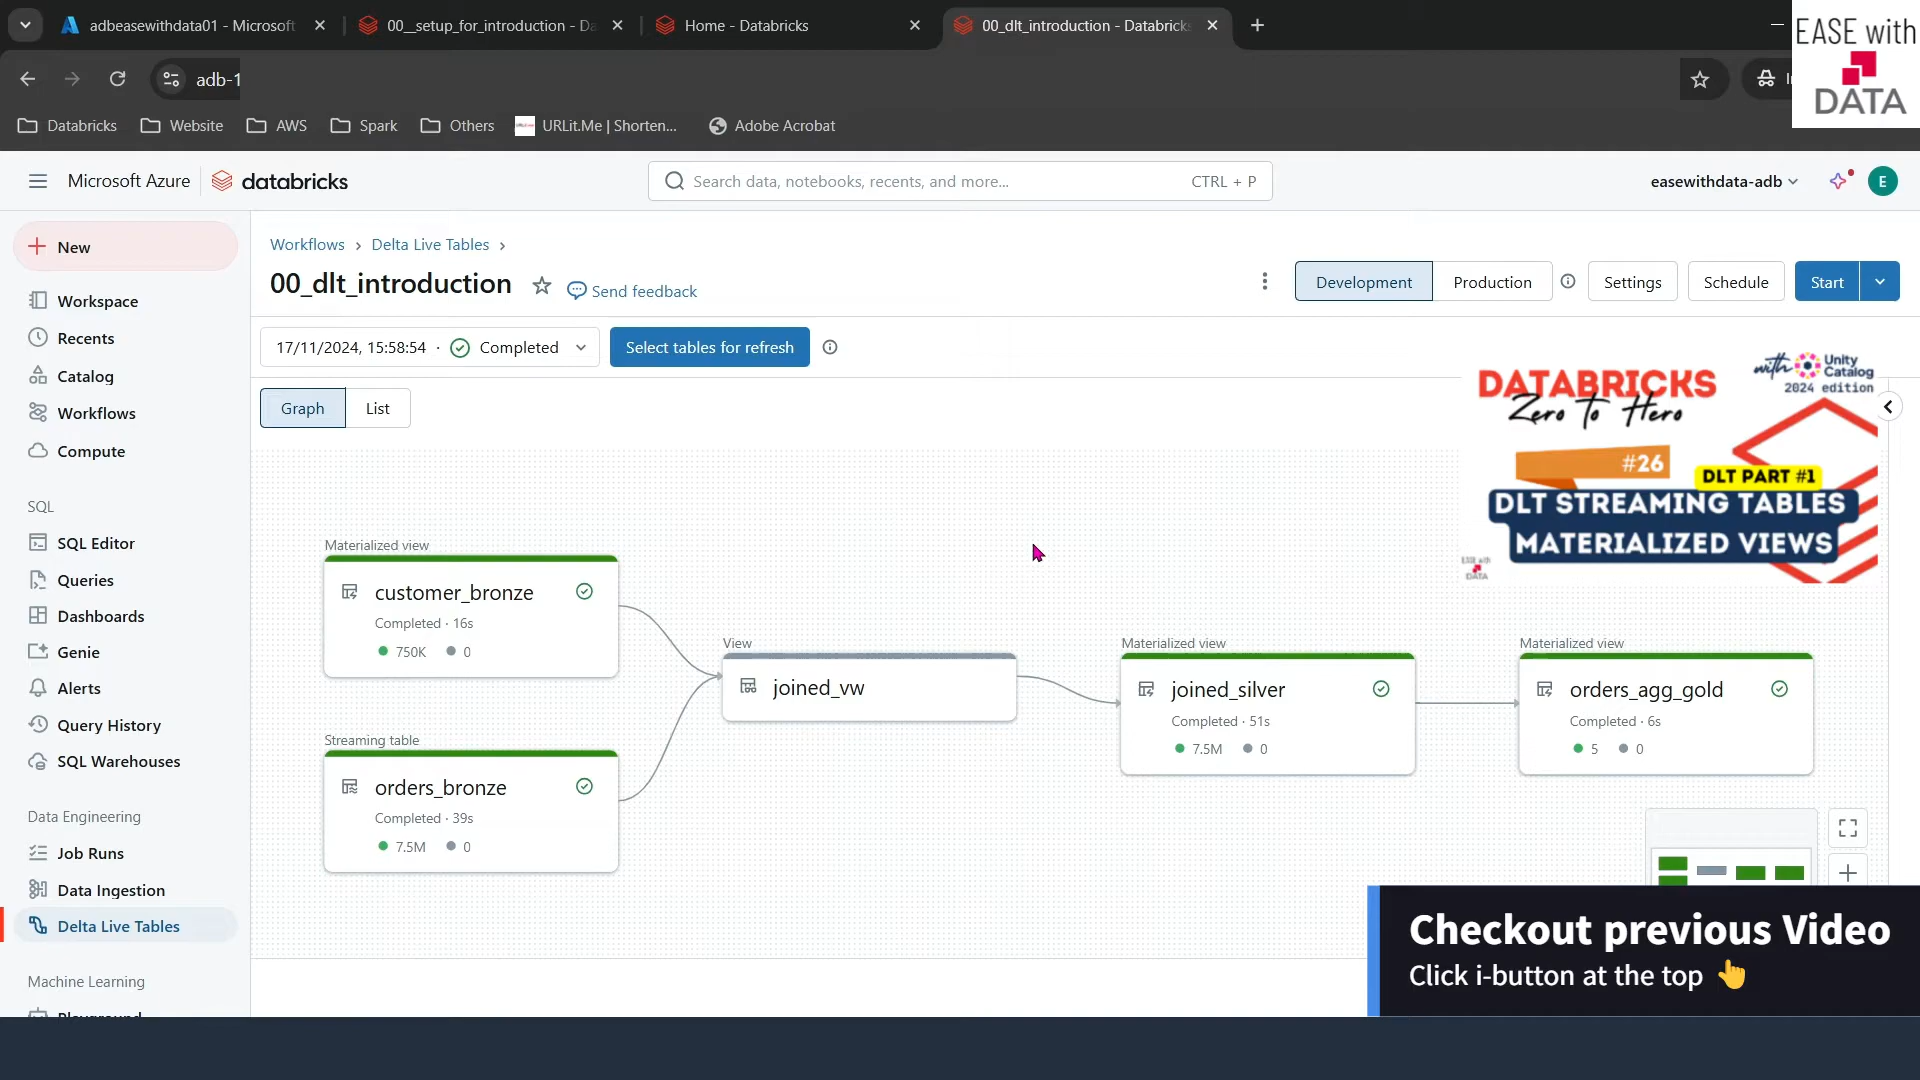 adbeasewithdata01 - Microsoft
00__setup_for_introduction - Da
Home - Databricks
00_dlt_introduction - Databricks
EASE with
DATA
adb-1
Databricks
Website
AWS
Spark
Others
URLit.Me | Shorten...
Adobe Acrobat
Microsoft Azure
databricks
Search data, notebooks, recents, and more...
CTRL + P
easewithdata-adb
E
New
Workspace
Recents
Catalog
Workflows
Compute
SQL
SQL Editor
Queries
Dashboards
Genie
Alerts
Query History
SQL Warehouses
Data Engineering
Job Runs
Data Ingestion
Delta Live Tables
Machine Learning
Playground
Workflows › Delta Live Tables ›
00_dlt_introduction
Send feedback
Development
Production
Settings
Schedule
Start
17/11/2024, 15:58:54 · Completed
Select tables for refresh
Graph
List
DATABRICKS
Zero To Hero
with Unity Catalog
2024 edition
#26
DLT PART #1
DLT STREAMING TABLES
MATERIALIZED VIEWS
EASE with
DATA
Materialized view
customer_bronze
Completed · 16s
750K 0
Streaming table
orders_bronze
Completed · 39s
7.5M 0
View
joined_vw
Materialized view
joined_silver
Completed · 51s
7.5M 0
Materialized view
orders_agg_gold
Completed · 6s
5 0
Checkout previous Video
Click i-button at the top 👆